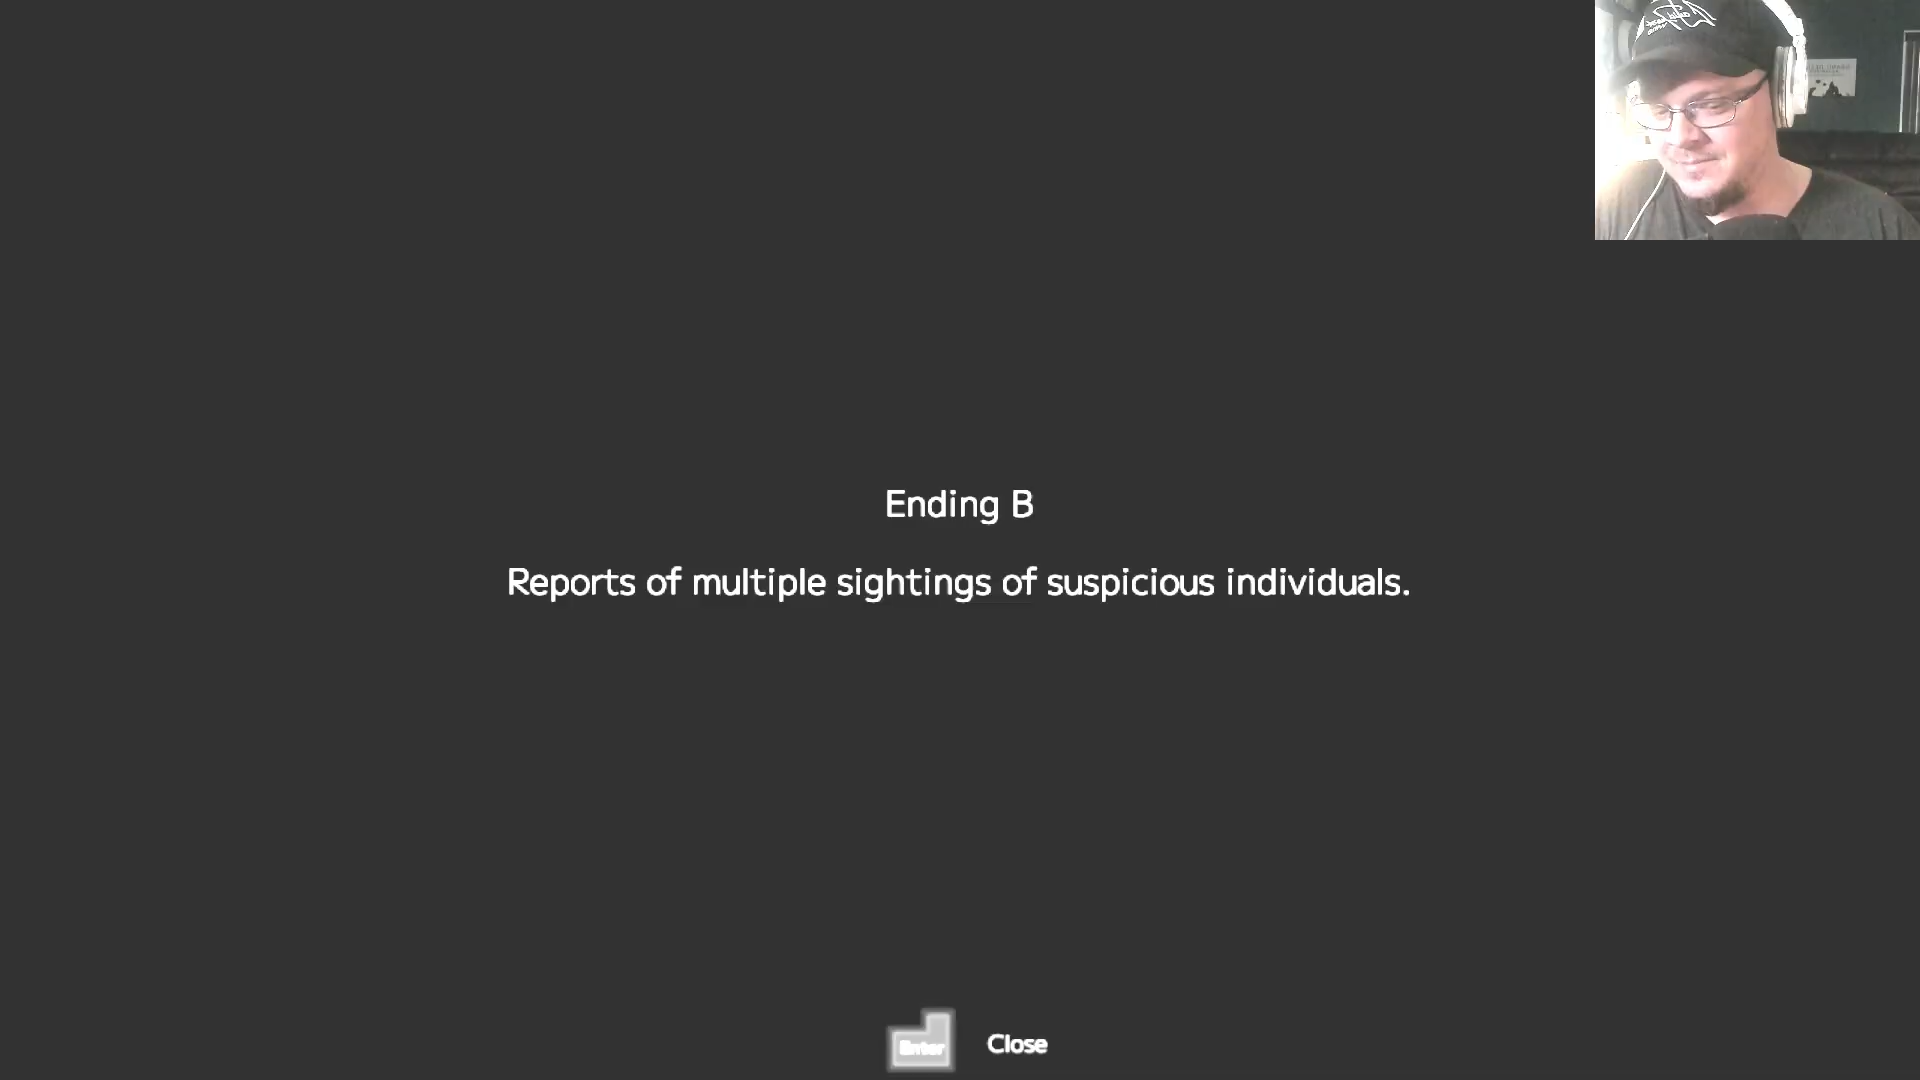 Ending B
Reports of multiple sightings of suspicious individuals.
Enter Close